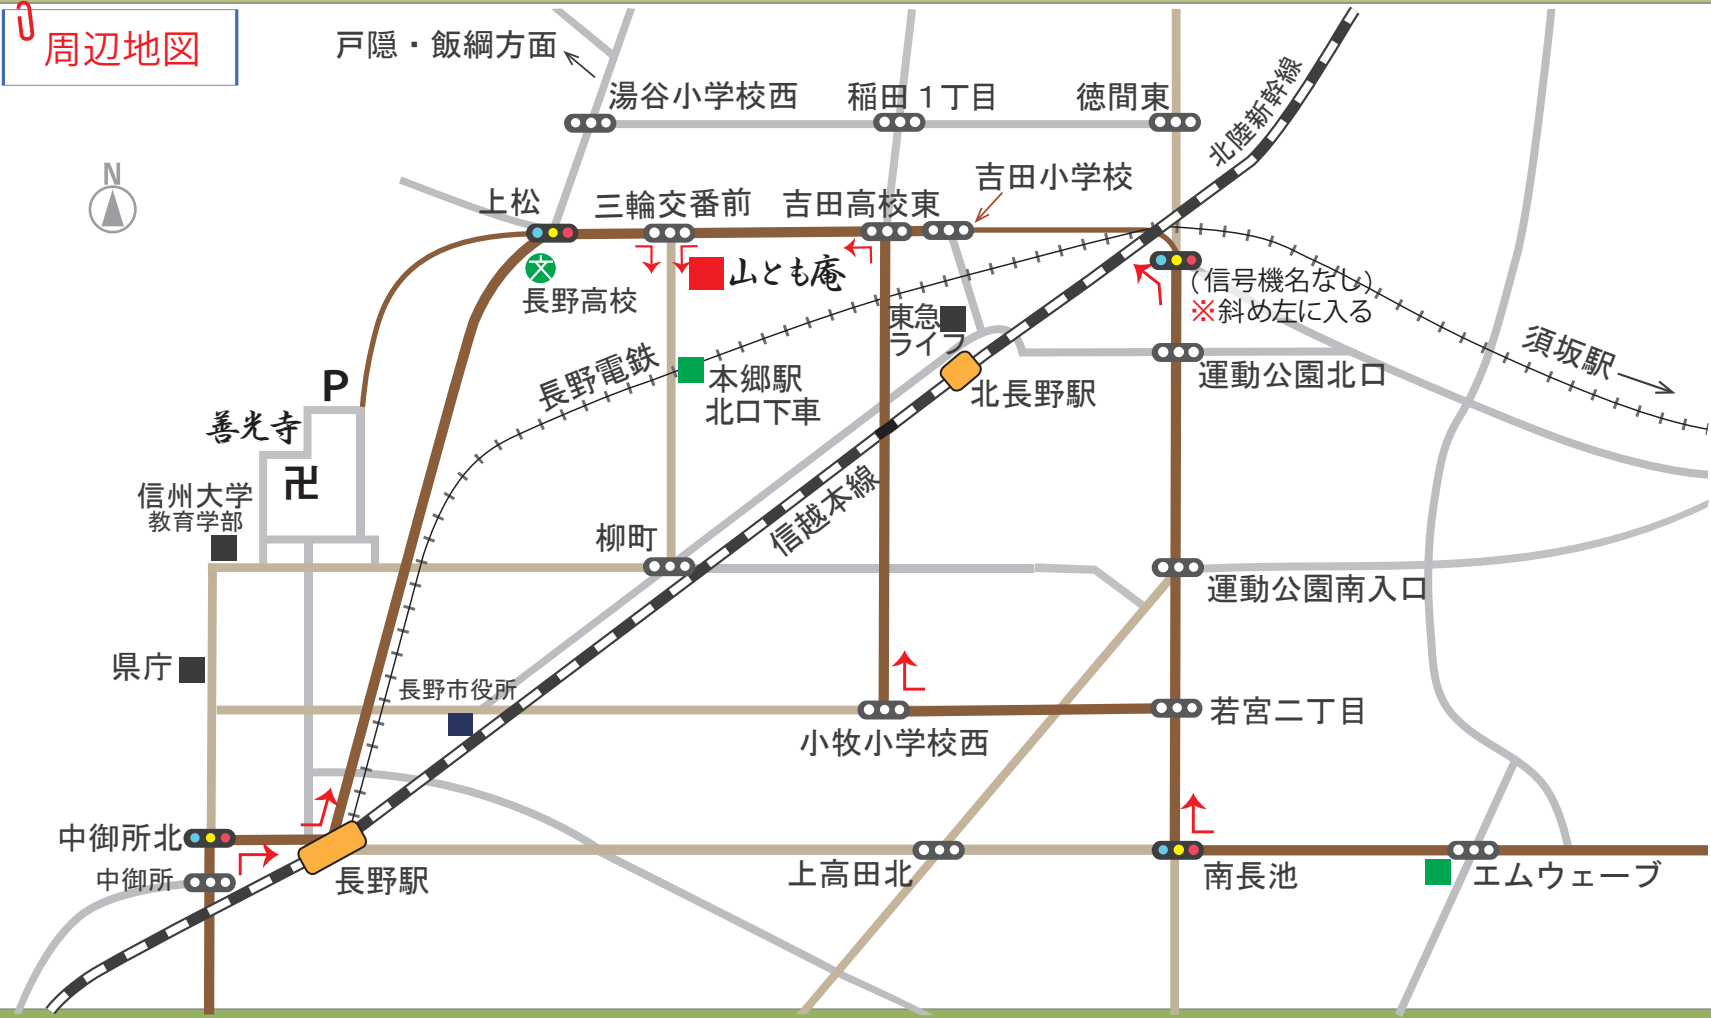 周辺地図
戸隠・飯綱方面
湯谷小学校西
稲田1丁目
徳間東
北陸新幹線
N
上松
三輪交番前
吉田高校東
吉田小学校
文
長野高校
山とも庵
(信号機名なし)
※斜め左に入る
東急
ライフ
長野電鉄
本郷駅
北口下車
北長野駅
運動公園北口
須坂駅
P
善光寺
卍
信州大学
教育学部
信越本線
柳町
運動公園南入口
県庁
長野市役所
若宮二丁目
小牧小学校西
中御所北
中御所
長野駅
上高田北
南長池
エムウェーブ